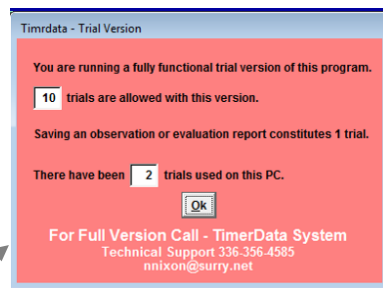 Timrdata - Trial Version
You are running a fully functional trial version of this program.
10 trials are allowed with this version.
Saving an observation or evaluation report constitutes 1 trial.
There have been 2 trials used on this PC.
Ok
For Full Version Call - TimerData System
Technical Support 336-356-4585
nnixon@surry.net